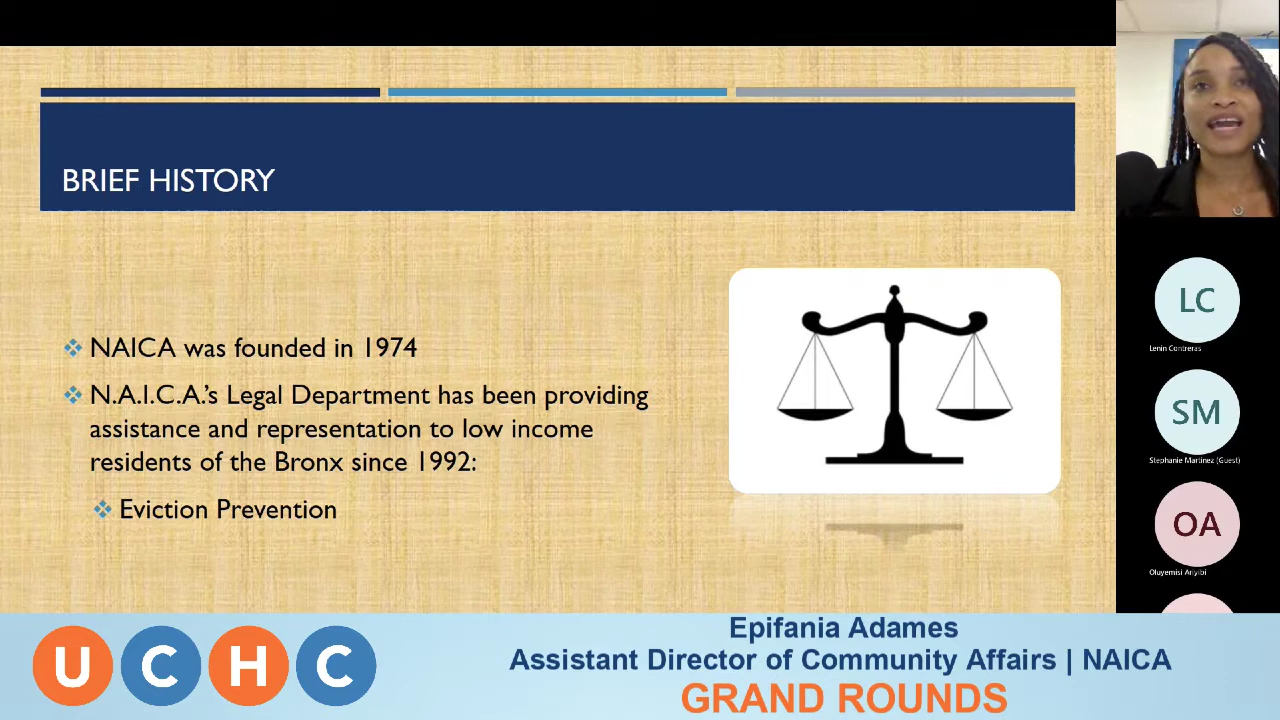 BRIEF HISTORY
NAICA was founded in 1974
N.A.I.C.A.'s Legal Department has been providing
assistance and representation to low income
residents of the Bronx since 1992:
Eviction Prevention
LC
Lenin Contreras
SM
Stephanie Martinez (Guest)
OA
Oluyemisi Aniyibi
UCHC
Epifania Adames
Assistant Director of Community Affairs | NAICA
GRAND ROUNDS